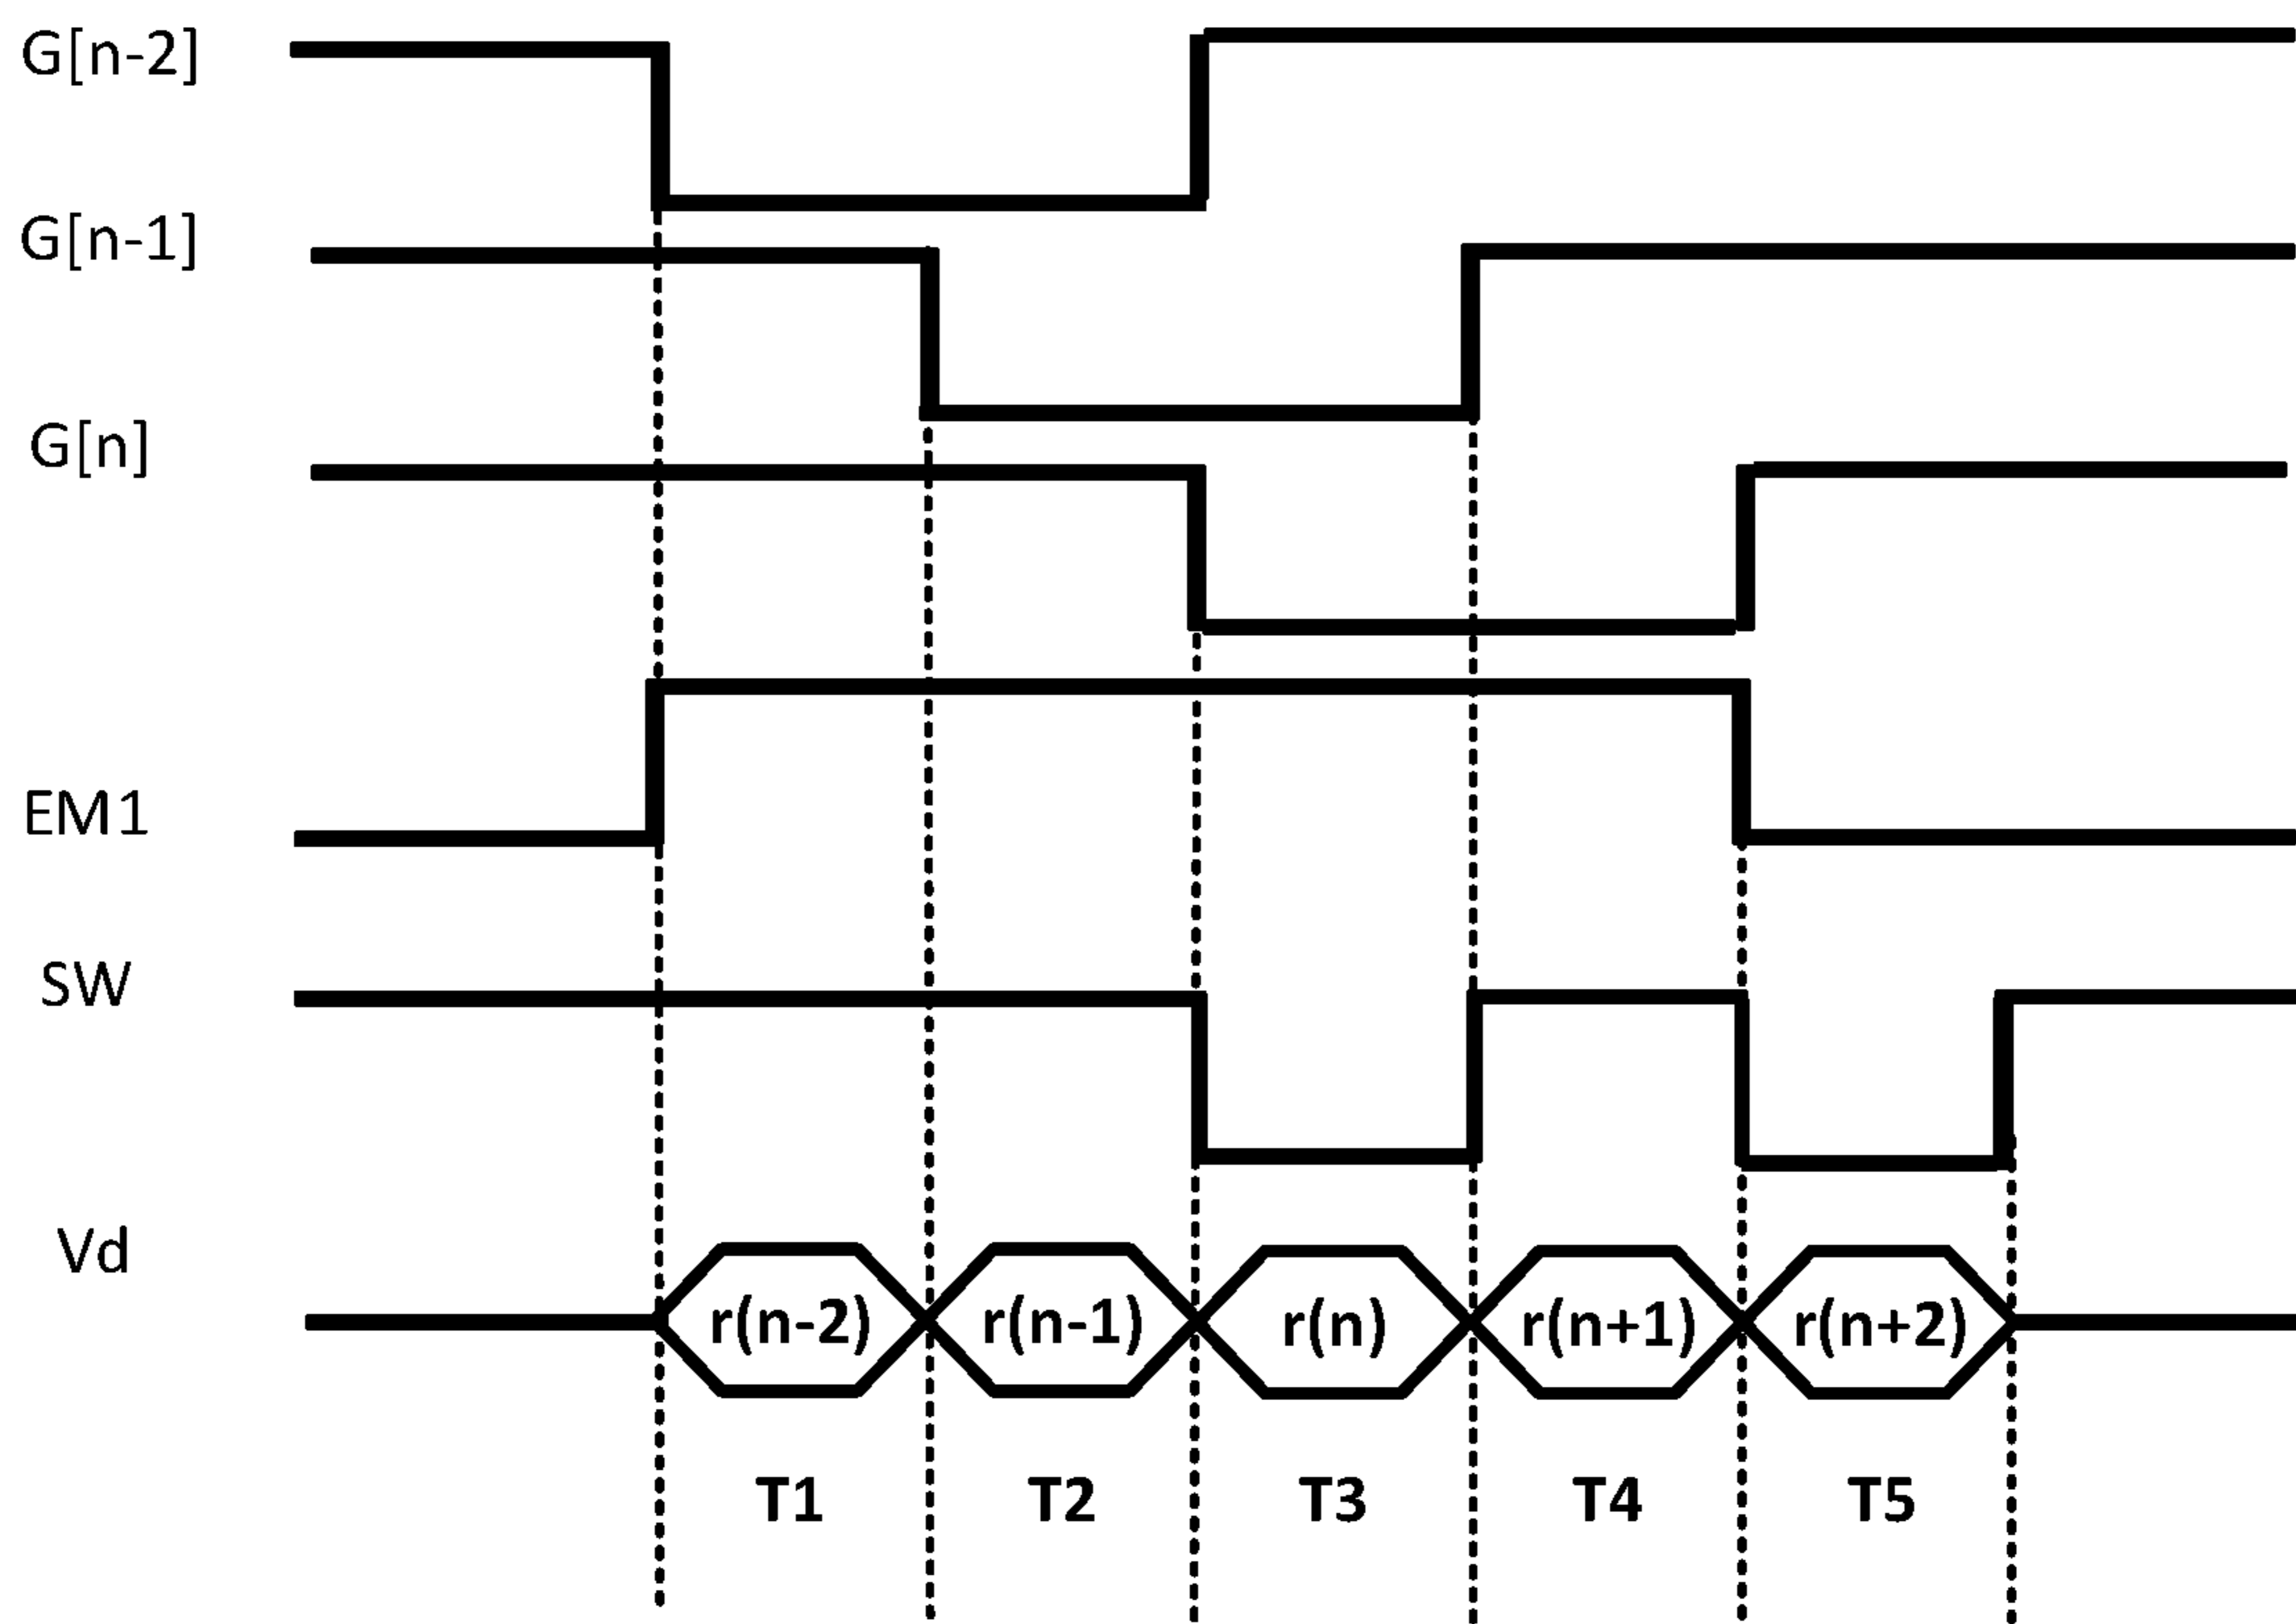 G[n-2]
G[n-1]
G[n]
EM1
SW
Vd
r(n-2) r(n-1) r(n) r(n+1) r(n+2)
T1 T2 T3 T4 T5